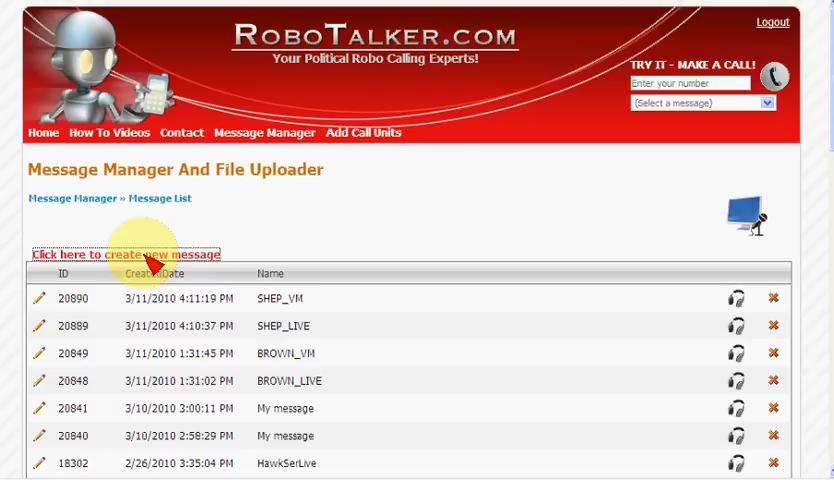 Logout
ROBOTALKER.COM
Your Political Robo Calling Experts!
TRY IT - MAKE A CALL!
Enter your number
(Select a message)
Home How To Videos Contact Message Manager Add Call Units
Message Manager And File Uploader
Message Manager » Message List
Click here to create new message
ID CreatedDate Name
20890 3/11/2010 4:11:19 PM SHEP_VM
20889 3/11/2010 4:10:37 PM SHEP_LIVE
20849 3/11/2010 1:31:45 PM BROWN_VM
20848 3/11/2010 1:31:02 PM BROWN_LIVE
20841 3/10/2010 3:00:11 PM My message
20840 3/10/2010 2:58:29 PM My message
18302 2/26/2010 3:35:04 PM HawkSerLive